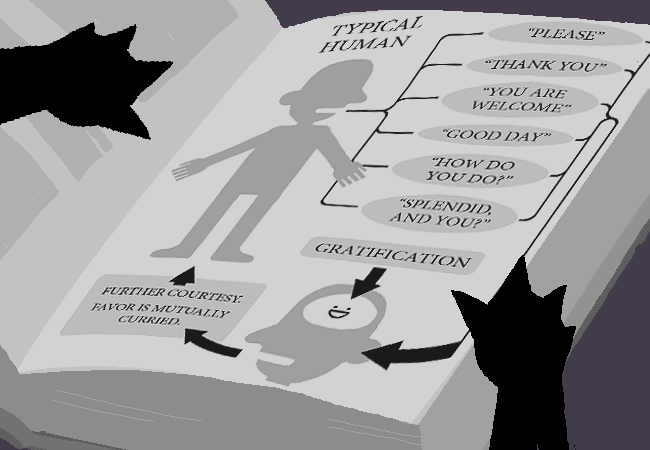 TYPICAL
HUMAN
"PLEASE"
"THANK YOU"
"YOU ARE
WELCOME"
"GOOD DAY"
"HOW DO
YOU DO?"
"SPLENDID,
AND YOU?"
GRATIFICATION
FURTHER COURTESY.
FAVOR IS MUTUALLY
CURRIED.